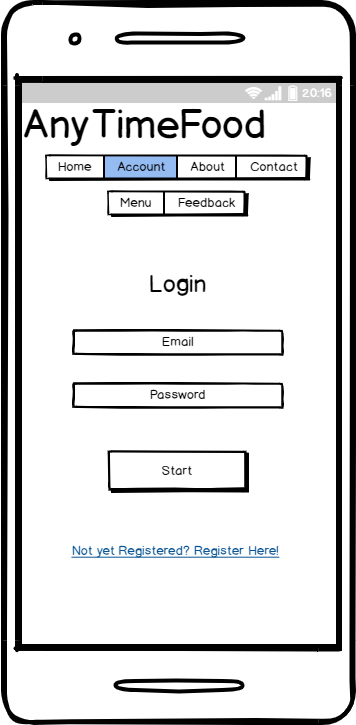 20:16
AnyTimeFood
Home Account About Contact
Menu Feedback
Login
Email
Password
Start
Not yet Registered? Register Here!